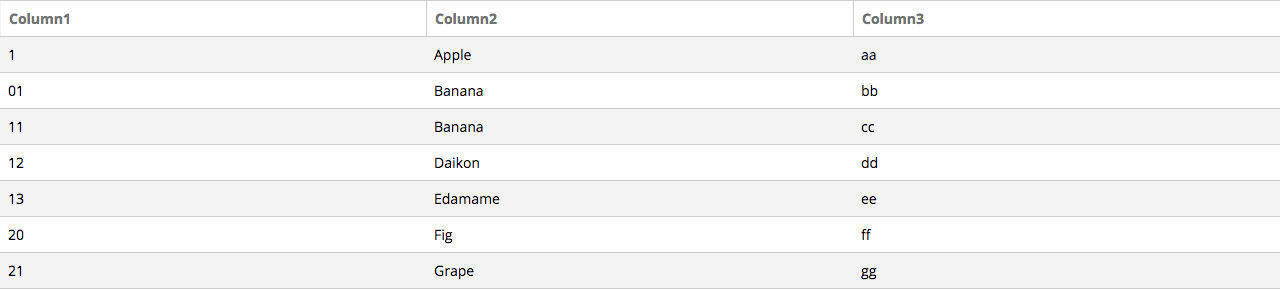 Column1 Column2 Column3
1 Apple aa
01 Banana bb
11 Banana cc
12 Daikon dd
13 Edamame ee
20 Fig ff
21 Grape gg